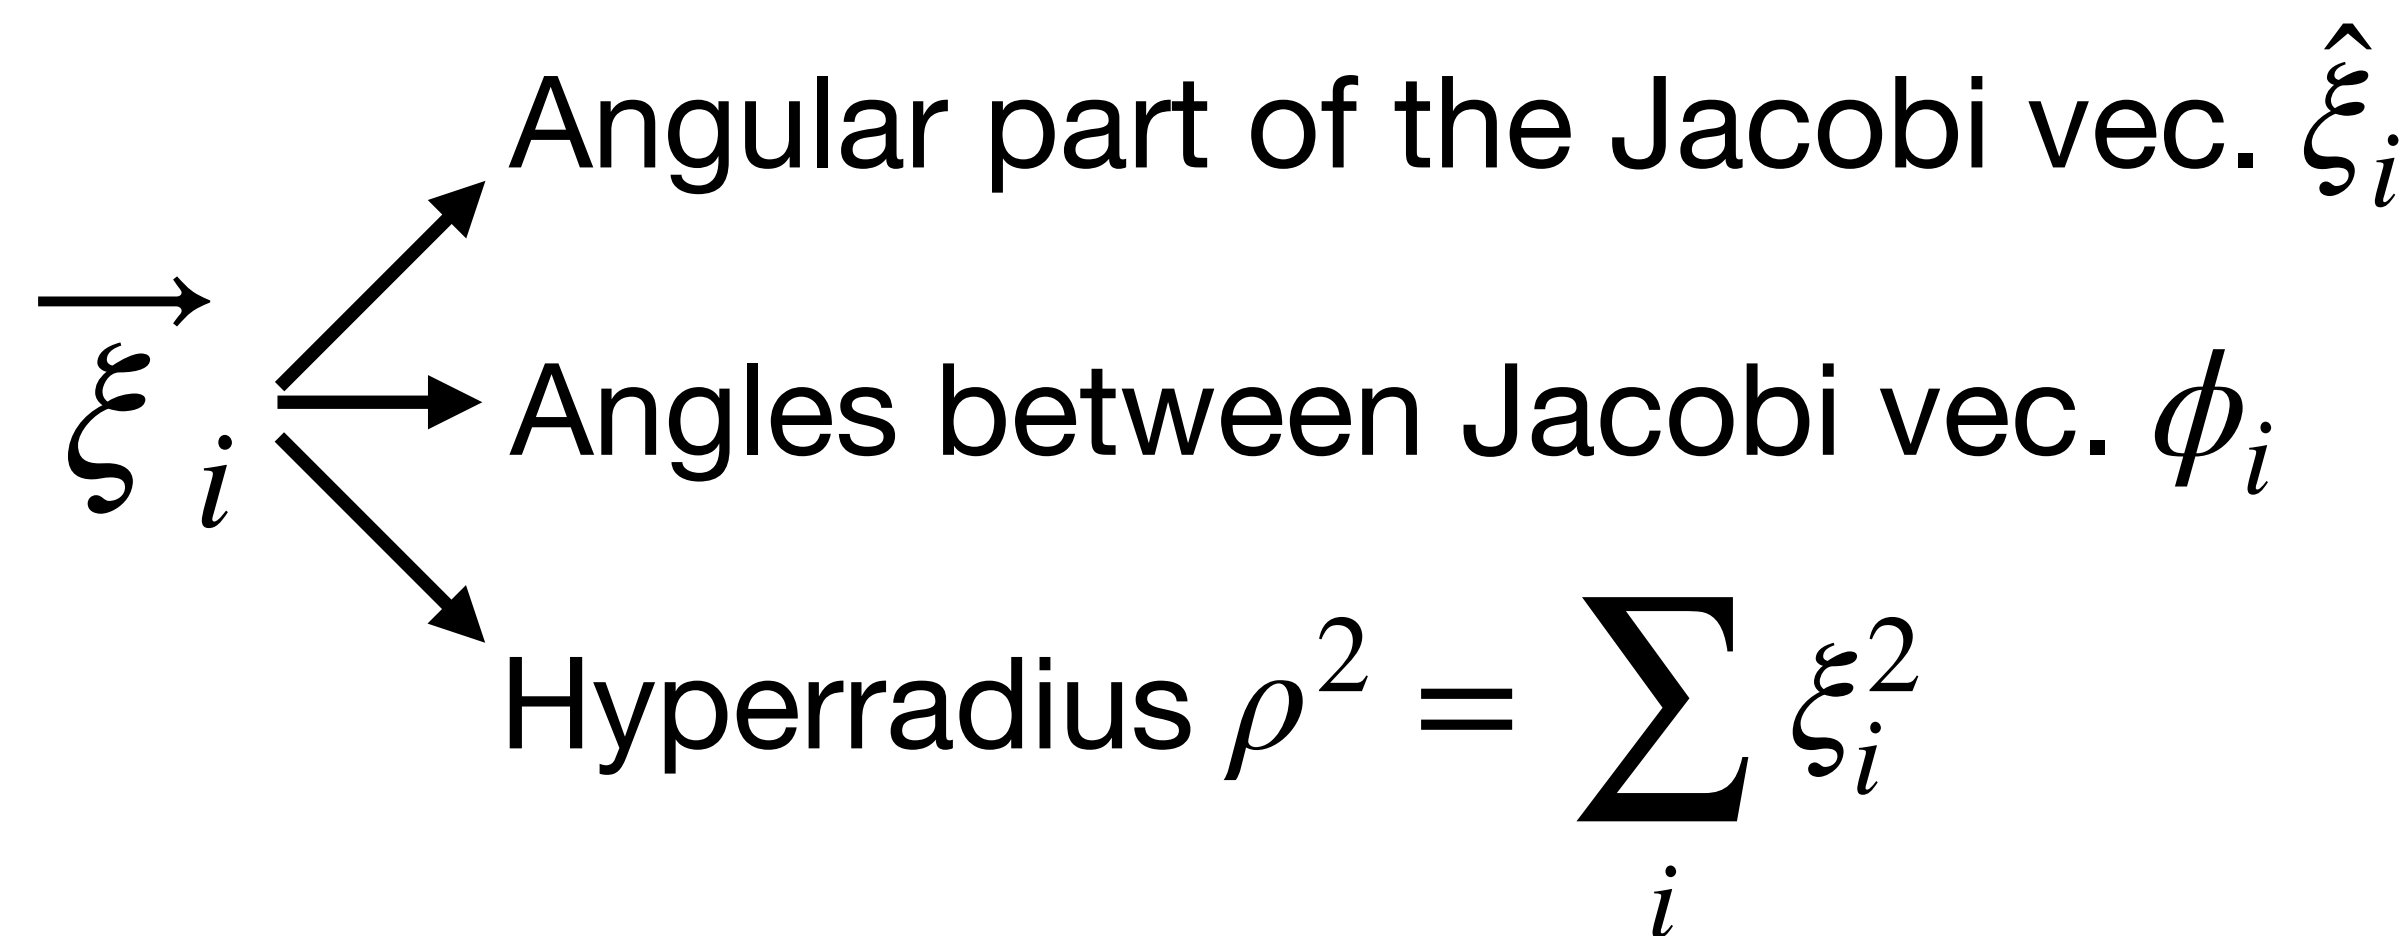 Angular part of the Jacobi vec. ξ̂ᵢ
ξ⃗ᵢ
Angles between Jacobi vec. ϕᵢ
Hyperradius ρ² = ∑ᵢ ξᵢ²